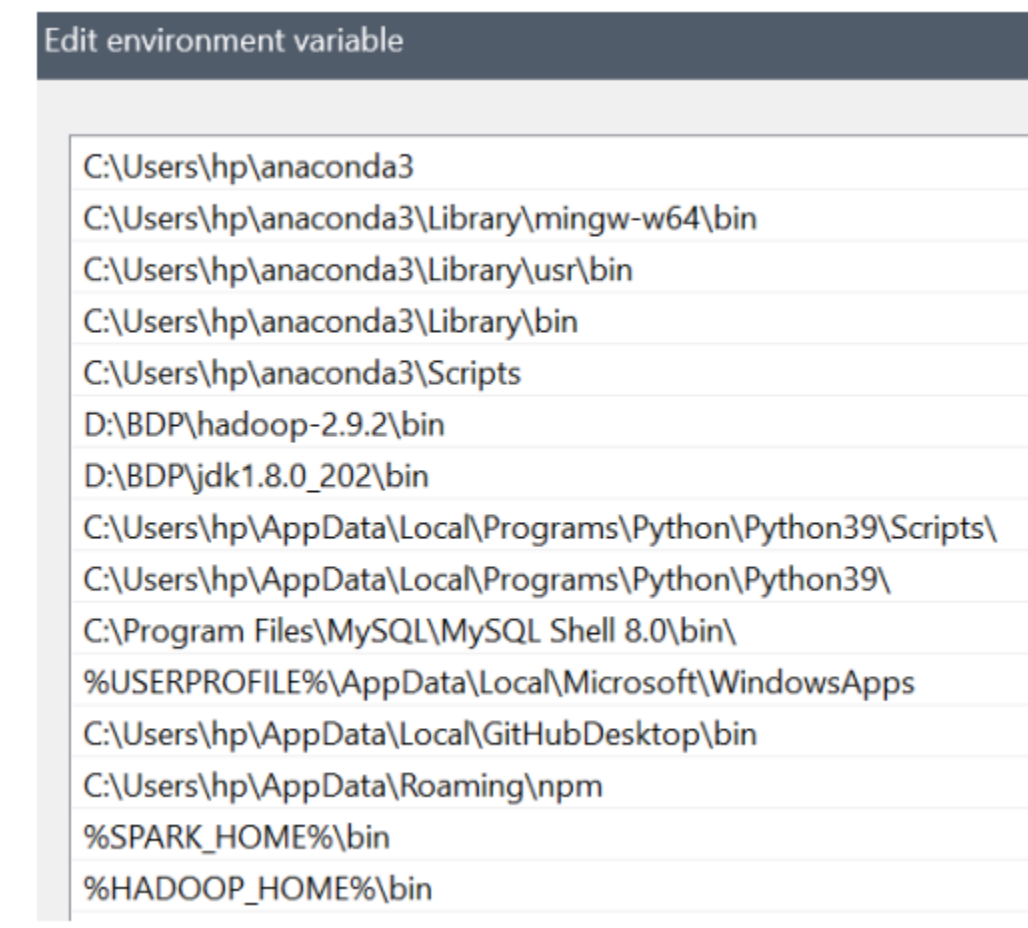 Edit environment variable
C:\Users\hp\anaconda3
C:\Users\hp\anaconda3\Library\mingw-w64\bin
C:\Users\hp\anaconda3\Library\usr\bin
C:\Users\hp\anaconda3\Library\bin
C:\Users\hp\anaconda3\Scripts
D:\BDP\hadoop-2.9.2\bin
D:\BDP\jdk1.8.0_202\bin
C:\Users\hp\AppData\Local\Programs\Python\Python39\Scripts\
C:\Users\hp\AppData\Local\Programs\Python\Python39\
C:\Program Files\MySQL\MySQL Shell 8.0\bin\
%USERPROFILE%\AppData\Local\Microsoft\WindowsApps
C:\Users\hp\AppData\Local\GitHubDesktop\bin
C:\Users\hp\AppData\Roaming\npm
%SPARK_HOME%\bin
%HADOOP_HOME%\bin